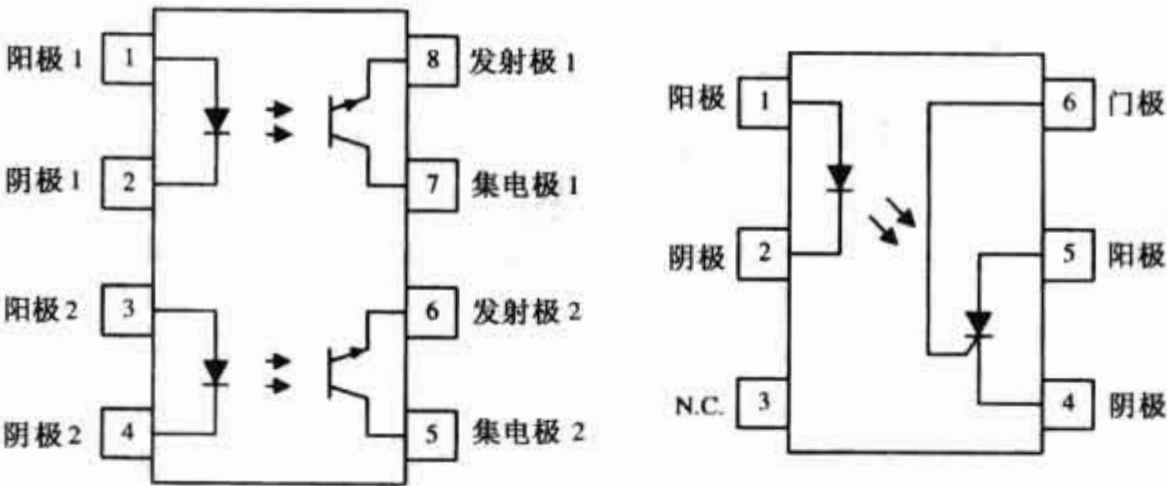 阳极 1 1 8 发射极 1
阴极 1 2 7 集电极 1
阳极 2 3 6 发射极 2
阴极 2 4 5 集电极 2
阳极 1 6 门极
阴极 2 5 阳极
N.C. 3 4 阴极